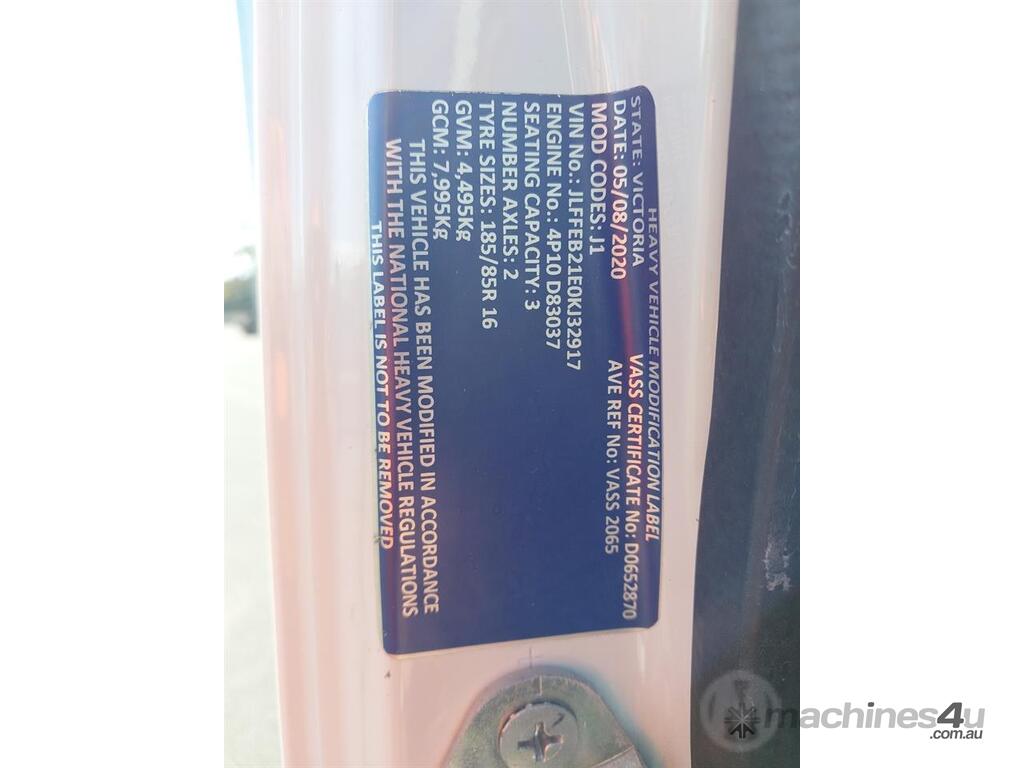 HEAVY VEHICLE MODIFICATION LABEL
STATE: VICTORIA VASS CERTIFICATE No: D0652870
DATE: 05/08/2020 AVE REF No: VASS 2065
MOD CODES: J1
VIN No.: JLFFEB21E0KJ32917
ENGINE No.: 4P10 D83037
SEATING CAPACITY: 3
NUMBER AXLES: 2
TYRE SIZES: 185/85R 16
GVM: 4,495Kg
GCM: 7,995Kg
THIS VEHICLE HAS BEEN MODIFIED IN ACCORDANCE
WITH THE NATIONAL HEAVY VEHICLE REGULATIONS
THIS LABEL IS NOT TO BE REMOVED
machines4u
.com.au